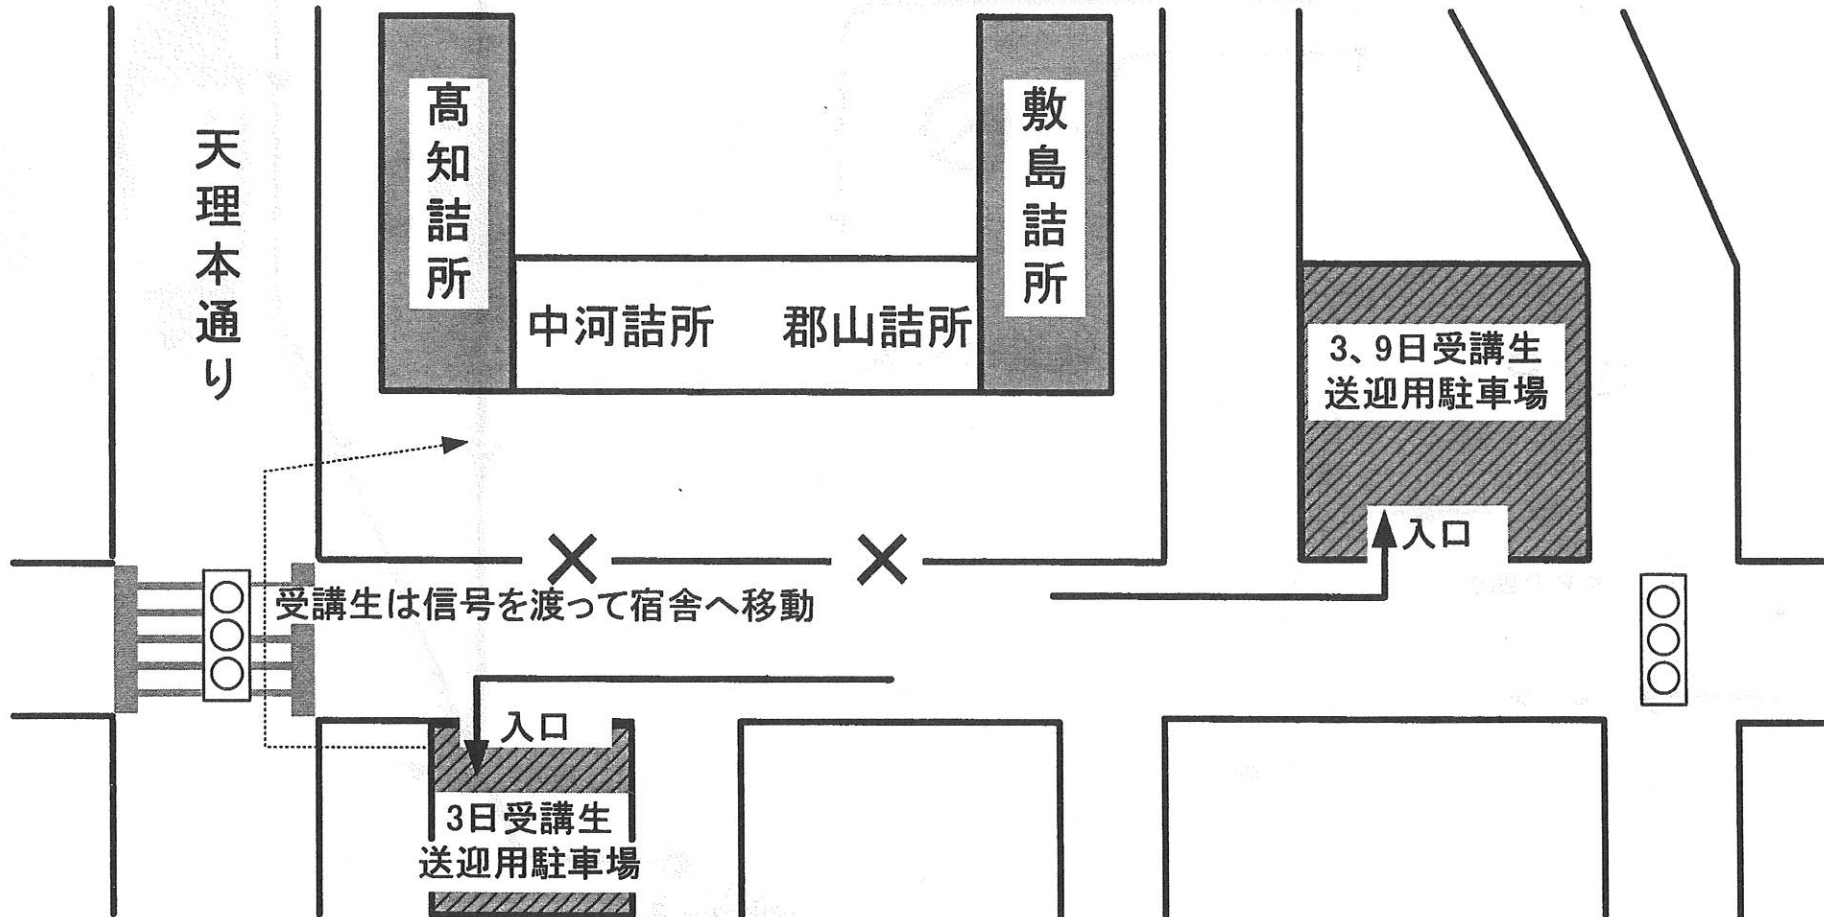 天理本通り
髙知詰所
敷島詰所
中河詰所
郡山詰所
3、9日受講生
送迎用駐車場
入口
受講生は信号を渡って宿舎へ移動
入口
3日受講生
送迎用駐車場